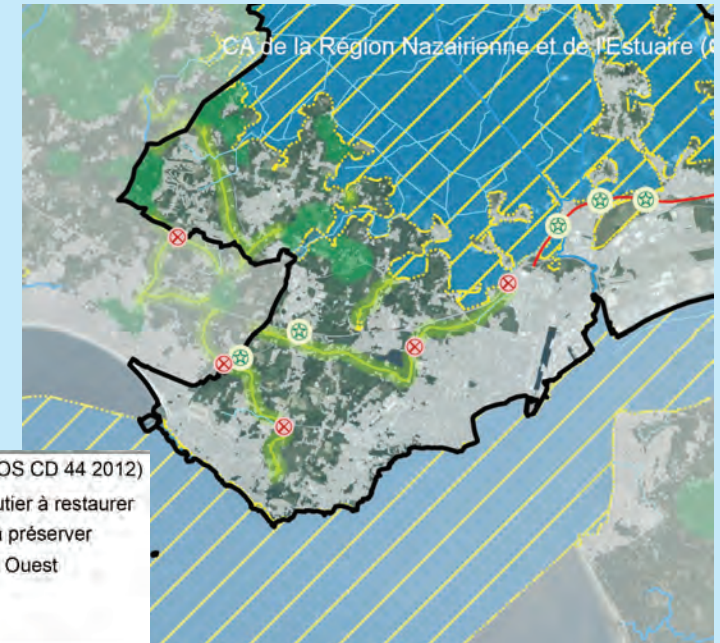 CA de la Région Nazairienne et de l'Estuaire (
OS CD 44 2012)
utier à restaurer
à préserver
Ouest